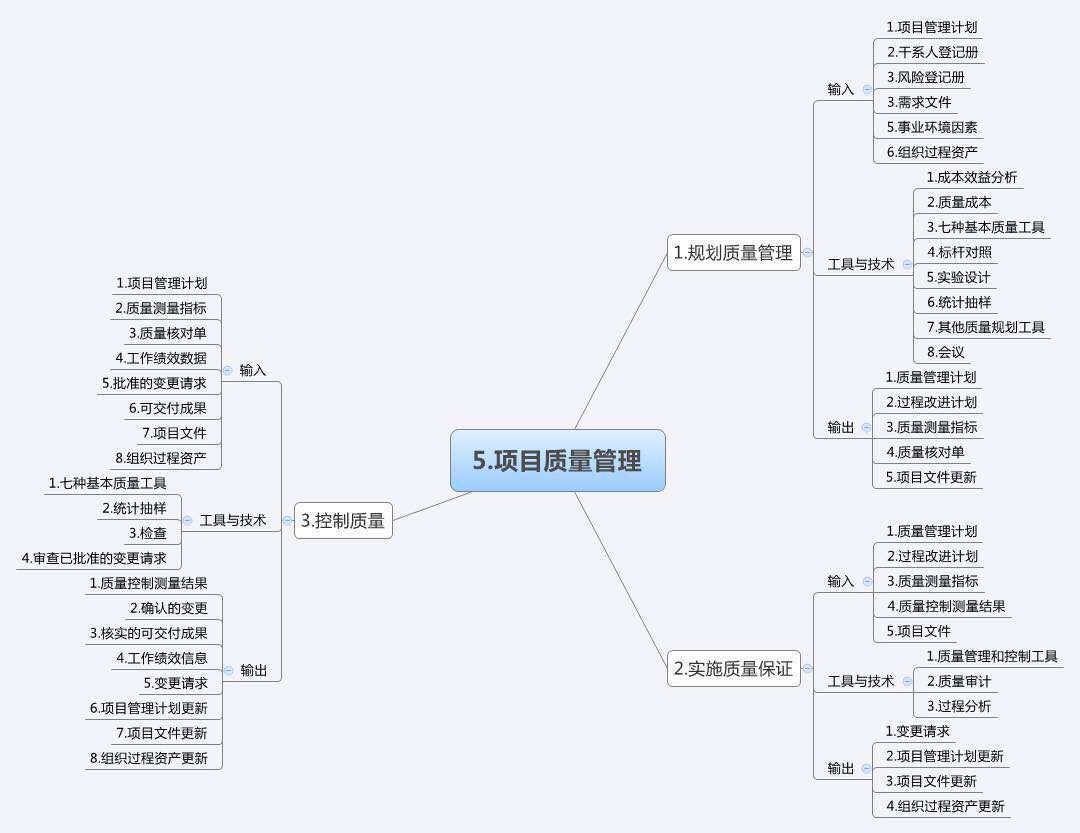 5.项目质量管理
1.规划质量管理
输入
1.项目管理计划
2.干系人登记册
3.风险登记册
3.需求文件
5.事业环境因素
6.组织过程资产
工具与技术
1.成本效益分析
2.质量成本
3.七种基本质量工具
4.标杆对照
5.实验设计
6.统计抽样
7.其他质量规划工具
8.会议
输出
1.质量管理计划
2.过程改进计划
3.质量测量指标
4.质量核对单
5.项目文件更新
2.实施质量保证
输入
1.质量管理计划
2.过程改进计划
3.质量测量指标
4.质量控制测量结果
5.项目文件
工具与技术
1.质量管理和控制工具
2.质量审计
3.过程分析
输出
1.变更请求
2.项目管理计划更新
3.项目文件更新
4.组织过程资产更新
3.控制质量
输入
1.项目管理计划
2.质量测量指标
3.质量核对单
4.工作绩效数据
5.批准的变更请求
6.可交付成果
7.项目文件
8.组织过程资产
工具与技术
1.七种基本质量工具
2.统计抽样
3.检查
4.审查已批准的变更请求
输出
1.质量控制测量结果
2.确认的变更
3.核实的可交付成果
4.工作绩效信息
5.变更请求
6.项目管理计划更新
7.项目文件更新
8.组织过程资产更新